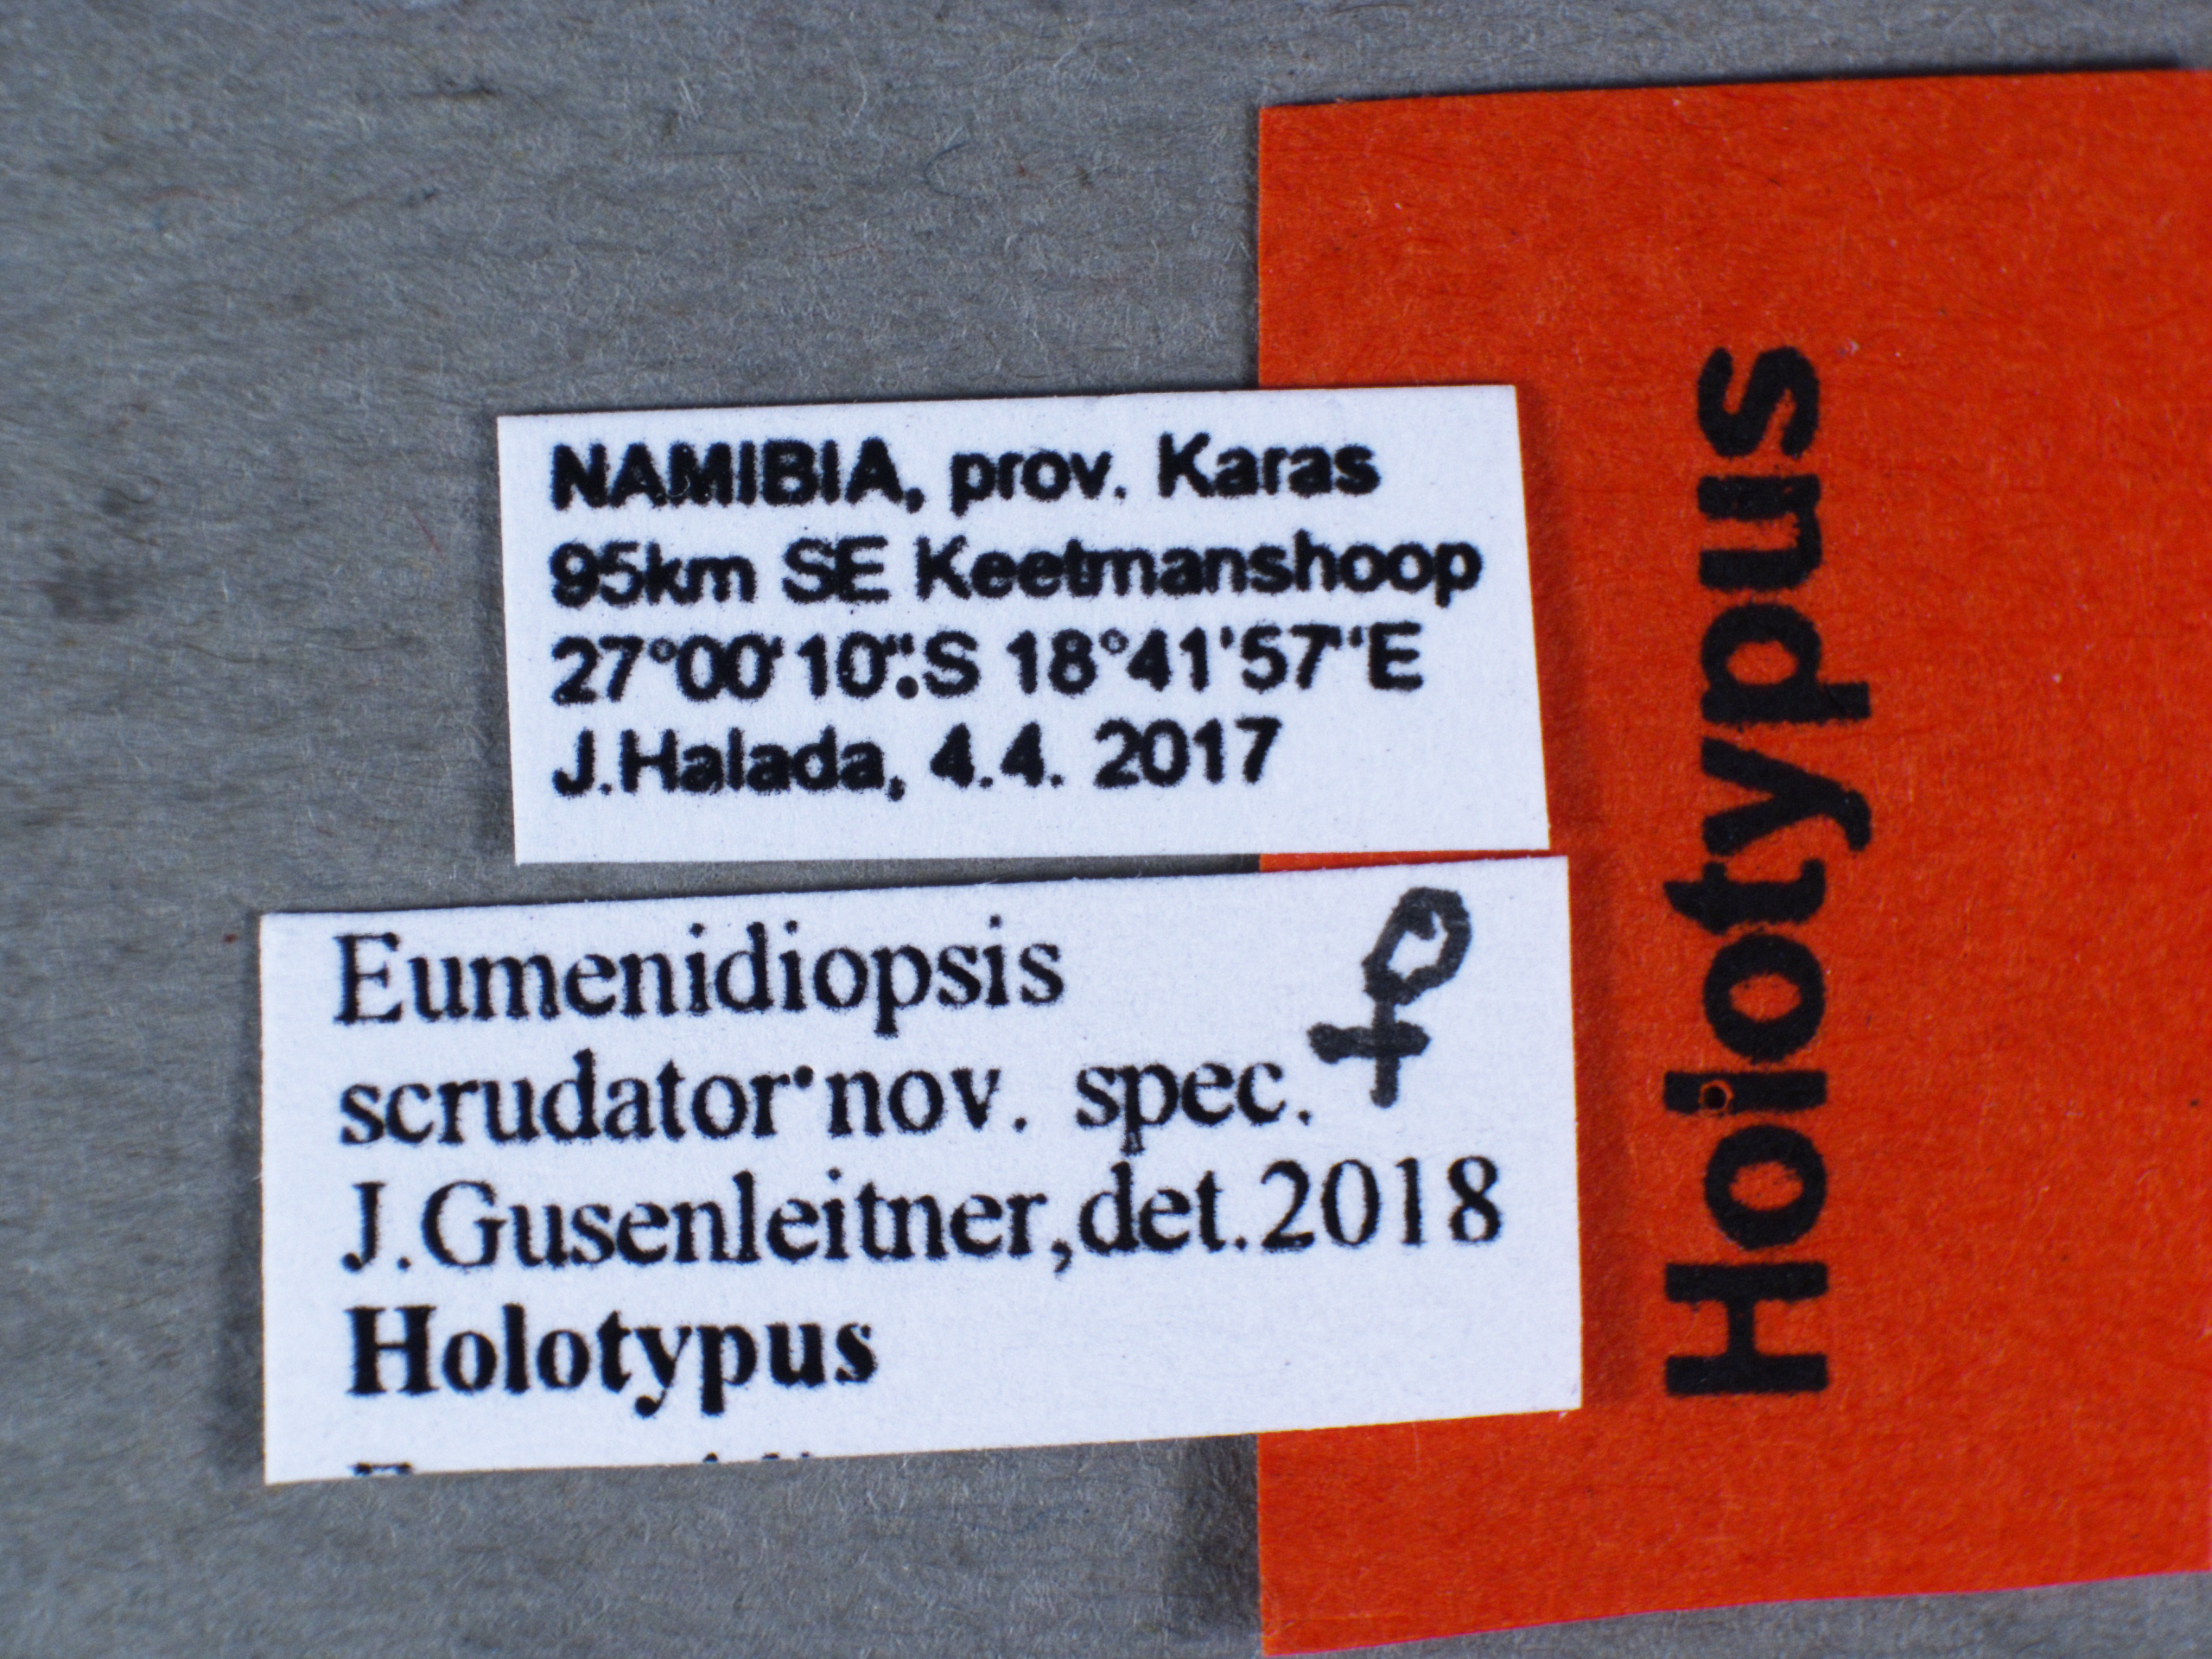 NAMIBIA, prov. Karas
95km SE Keetmanshoop
27°00'10".S 18°41'57"E
J.Halada, 4.4. 2017
Eumenidiopsis ♀
scrudator nov. spec.
J.Gusenleitner,det.2018
Holotypus
Holotypus